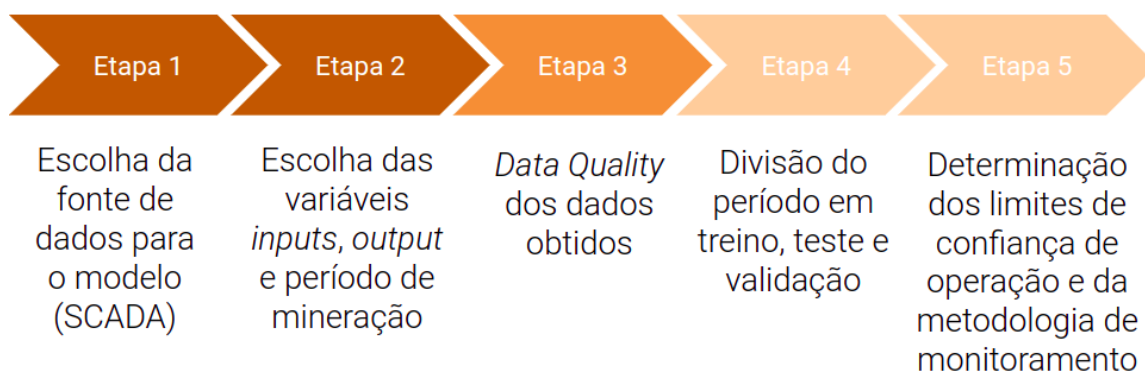 Etapa 1
Etapa 2
Etapa 3
Etapa 4
Etapa 5
Escolha da
fonte de
dados para
o modelo
(SCADA)
Escolha das
variáveis
inputs, output
e período de
mineração
Data Quality
dos dados
obtidos
Divisão do
período em
treino, teste e
validação
Determinação
dos limites de
confiança de
operação e da
metodologia de
monitoramento